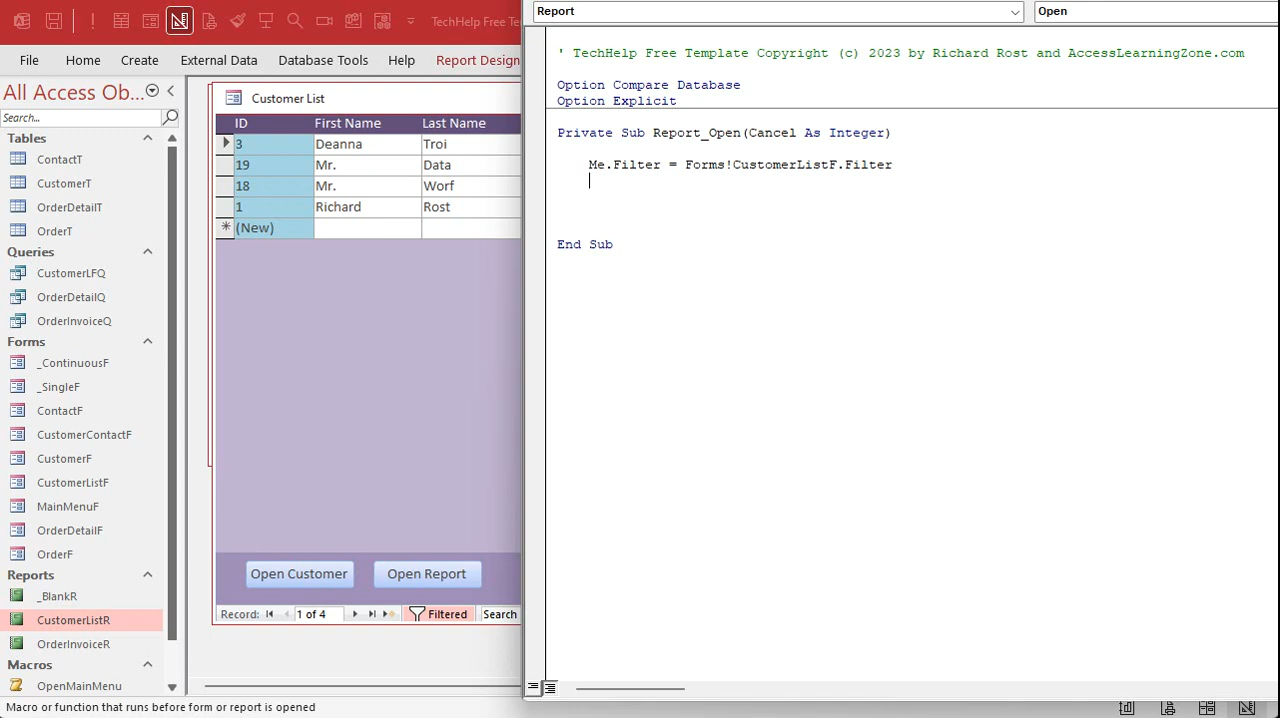 TechHelp Free Te
File Home Create External Data Database Tools Help Report Design
All Access Ob...
Search...
Tables
ContactT
CustomerT
OrderDetailT
OrderT
Queries
CustomerLFQ
OrderDetailQ
OrderInvoiceQ
Forms
_ContinuousF
_SingleF
ContactF
CustomerContactF
CustomerF
CustomerListF
MainMenuF
OrderDetailF
OrderF
Reports
_BlankR
CustomerListR
OrderInvoiceR
Macros
OpenMainMenu
Macro or function that runs before form or report is opened
Customer List
ID First Name Last Name
3 Deanna Troi
19 Mr. Data
18 Mr. Worf
1 Richard Rost
* (New)
Open Customer Open Report
Record: 1 of 4 Filtered Search
Report Open
' TechHelp Free Template Copyright (c) 2023 by Richard Rost and AccessLearningZone.com
Option Compare Database
Option Explicit
Private Sub Report_Open(Cancel As Integer)
Me.Filter = Forms!CustomerListF.Filter
End Sub